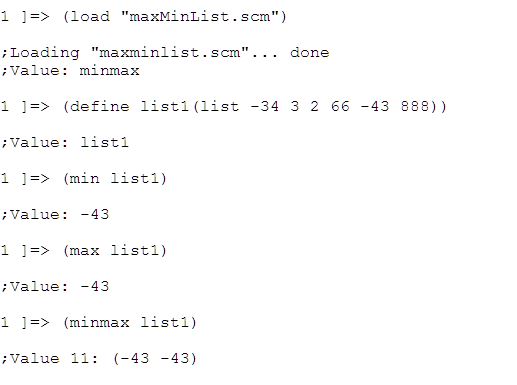 1 ]=> (load "maxMinList.scm")
;Loading "maxminlist.scm"... done
;Value: minmax
1 ]=> (define list1(list -34 3 2 66 -43 888))
;Value: list1
1 ]=> (min list1)
;Value: -43
1 ]=> (max list1)
;Value: -43
1 ]=> (minmax list1)
;Value 11: (-43 -43)